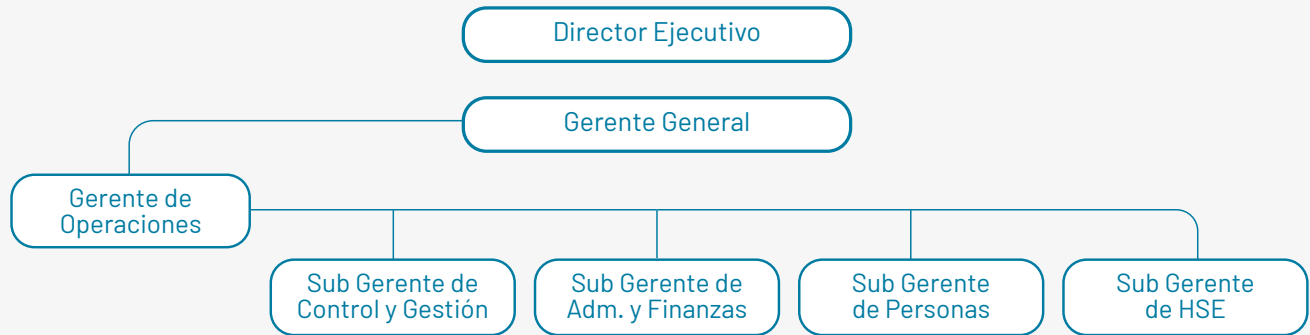 Director Ejecutivo
Gerente General
Gerente de
Operaciones
Sub Gerente de
Control y Gestión
Sub Gerente de
Adm. y Finanzas
Sub Gerente
de Personas
Sub Gerente
de HSE